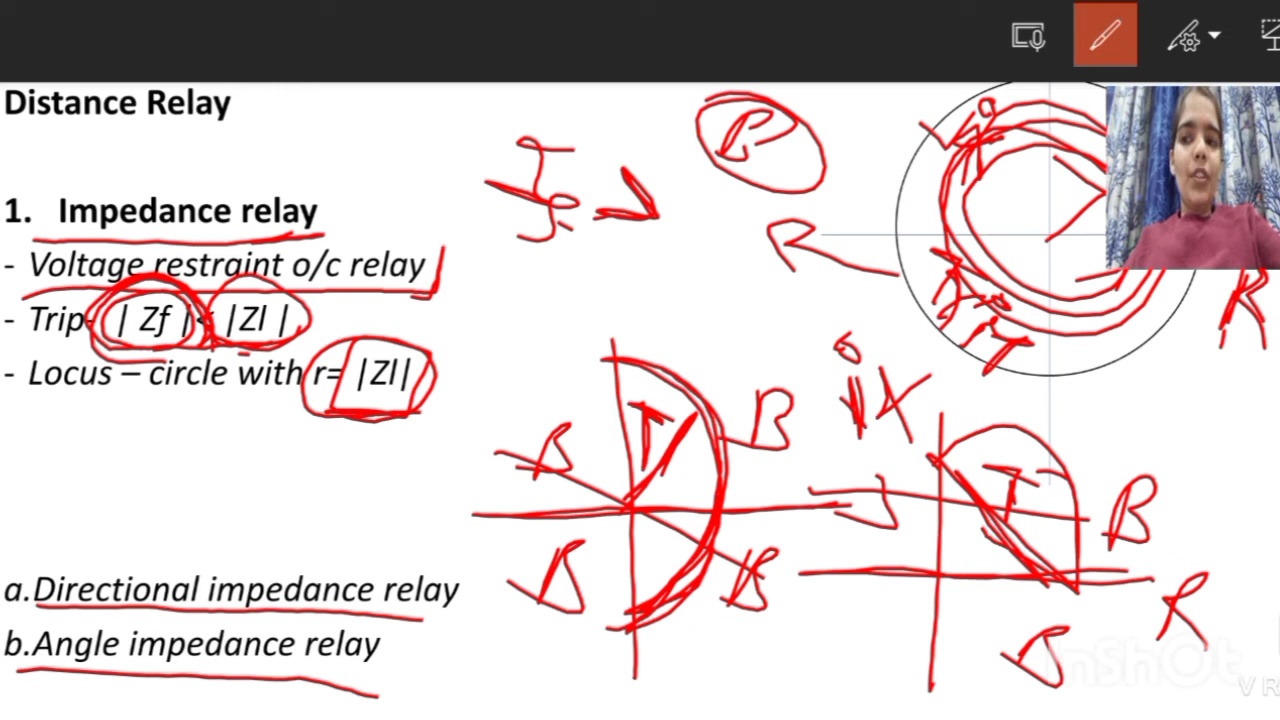 Distance Relay
1. Impedance relay
- Voltage restraint o/c relay
- Trip- | Zf |< |Zl |
- Locus – circle with r= |Zl|
a.Directional impedance relay
b.Angle impedance relay
R
X
T
B
B
B
B
T
B
R
B
InShOt